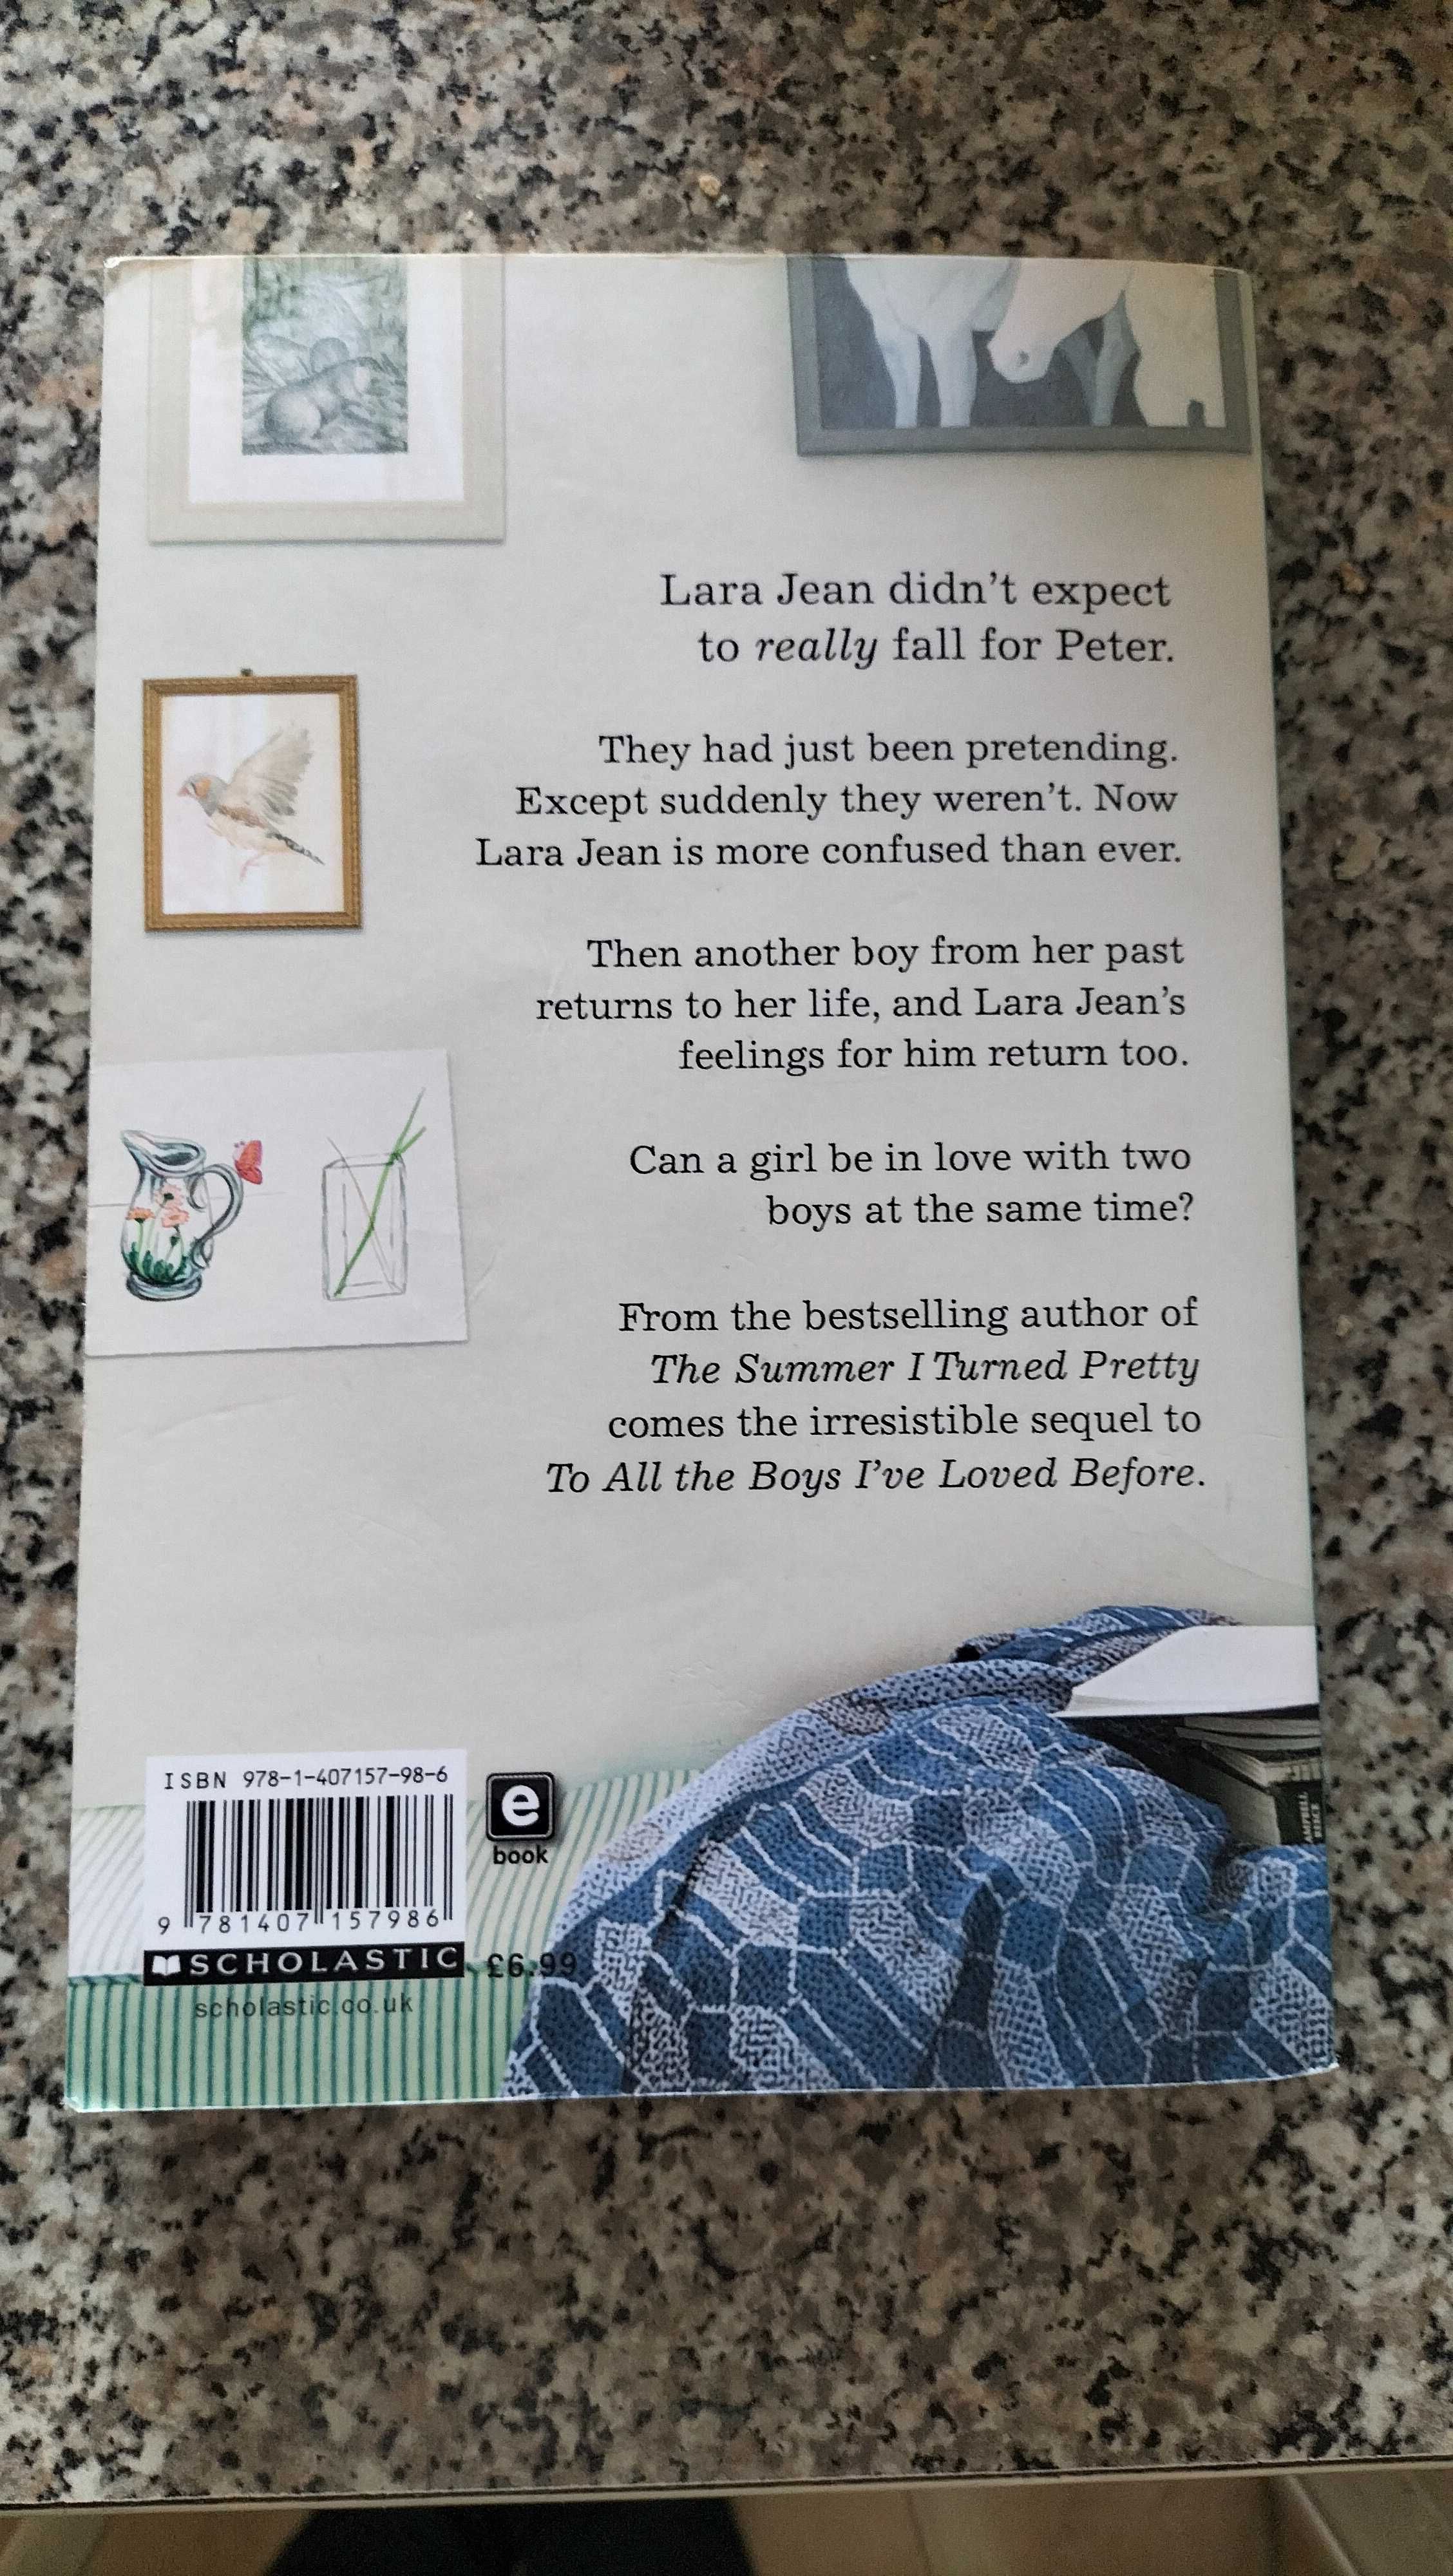 Lara Jean didn't expect
to really fall for Peter.
They had just been pretending.
Except suddenly they weren't. Now
Lara Jean is more confused than ever.
Then another boy from her past
returns to her life, and Lara Jean's
feelings for him return too.
Can a girl be in love with two
boys at the same time?
From the bestselling author of
The Summer I Turned Pretty
comes the irresistible sequel to
To All the Boys I've Loved Before.
ISBN 978-1-407157-98-6
9 781407 157986
e
book
SCHOLASTIC
£6.99
scholastic.co.uk